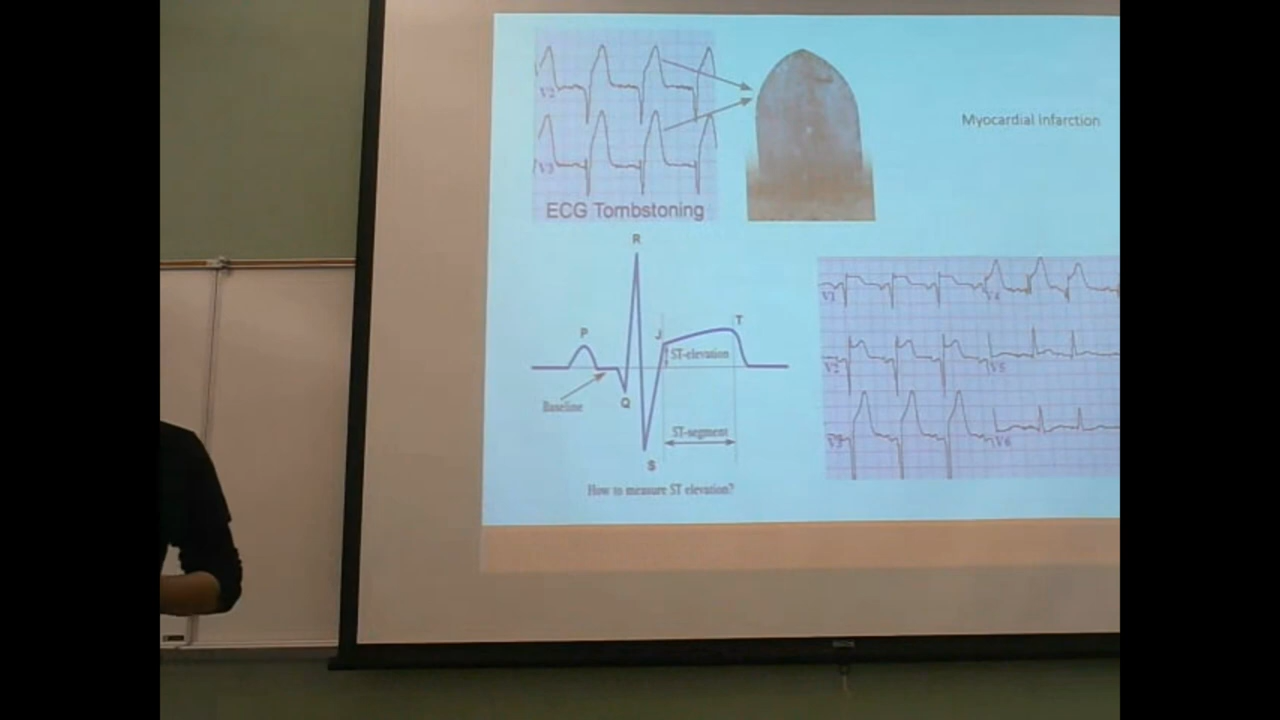 V2
V3
ECG Tombstoning
Myocardial Infarction
R
P
J
T
ST-elevation
Baseline
Q
ST-segment
S
How to measure ST elevation?
V1
V4
V2
V5
V3
V6